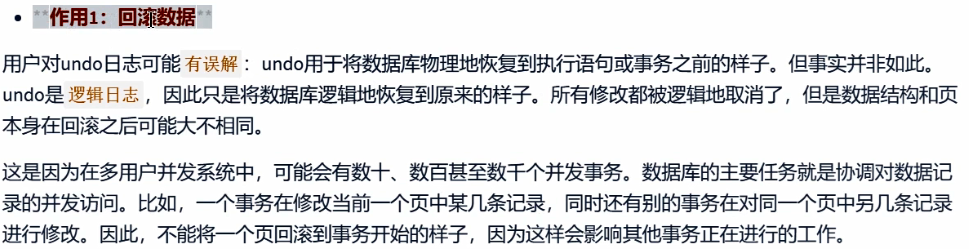 **作用1：回滚数据**
用户对undo日志可能 有误解 ：undo用于将数据库物理地恢复到执行语句或事务之前的样子。但事实并非如此。
undo是 逻辑日志 ，因此只是将数据库逻辑地恢复到原来的样子。所有修改都被逻辑地取消了，但是数据结构和页
本身在回滚之后可能大不相同。
这是因为在多用户并发系统中，可能会有数十、数百甚至数千个并发事务。数据库的主要任务就是协调对数据记
录的并发访问。比如，一个事务在修改当前一个页中某几条记录，同时还有别的事务在对同一个页中另几条记录
进行修改。因此，不能将一个页回滚到事务开始的样子，因为这样会影响其他事务正在进行的工作。